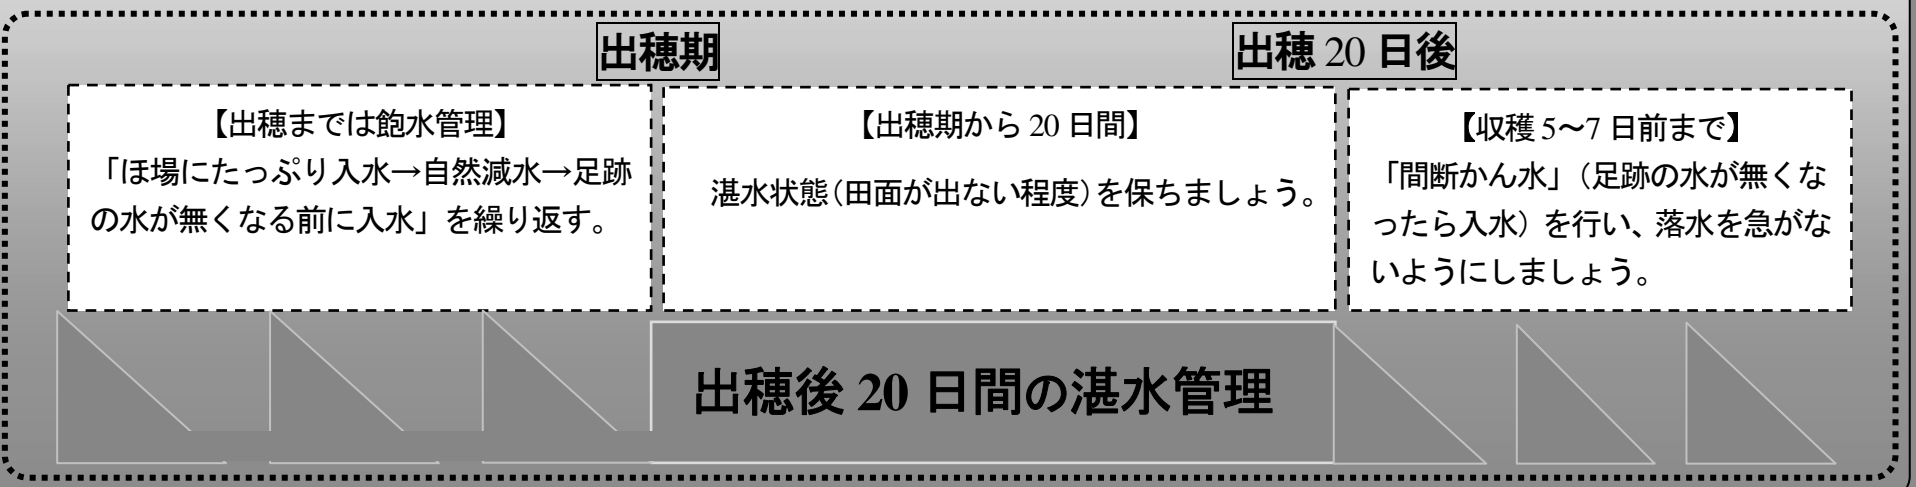 出穂期
出穂 20 日後
【出穂までは飽水管理】
「ほ場にたっぷり入水→自然減水→足跡
の水が無くなる前に入水」を繰り返す。
【出穂期から 20 日間】
湛水状態(田面が出ない程度)を保ちましょう。
【収穫 5〜7 日前まで】
「間断かん水」(足跡の水が無くな
ったら入水)を行い、落水を急がな
いようにしましょう。
出穂後 20 日間の湛水管理